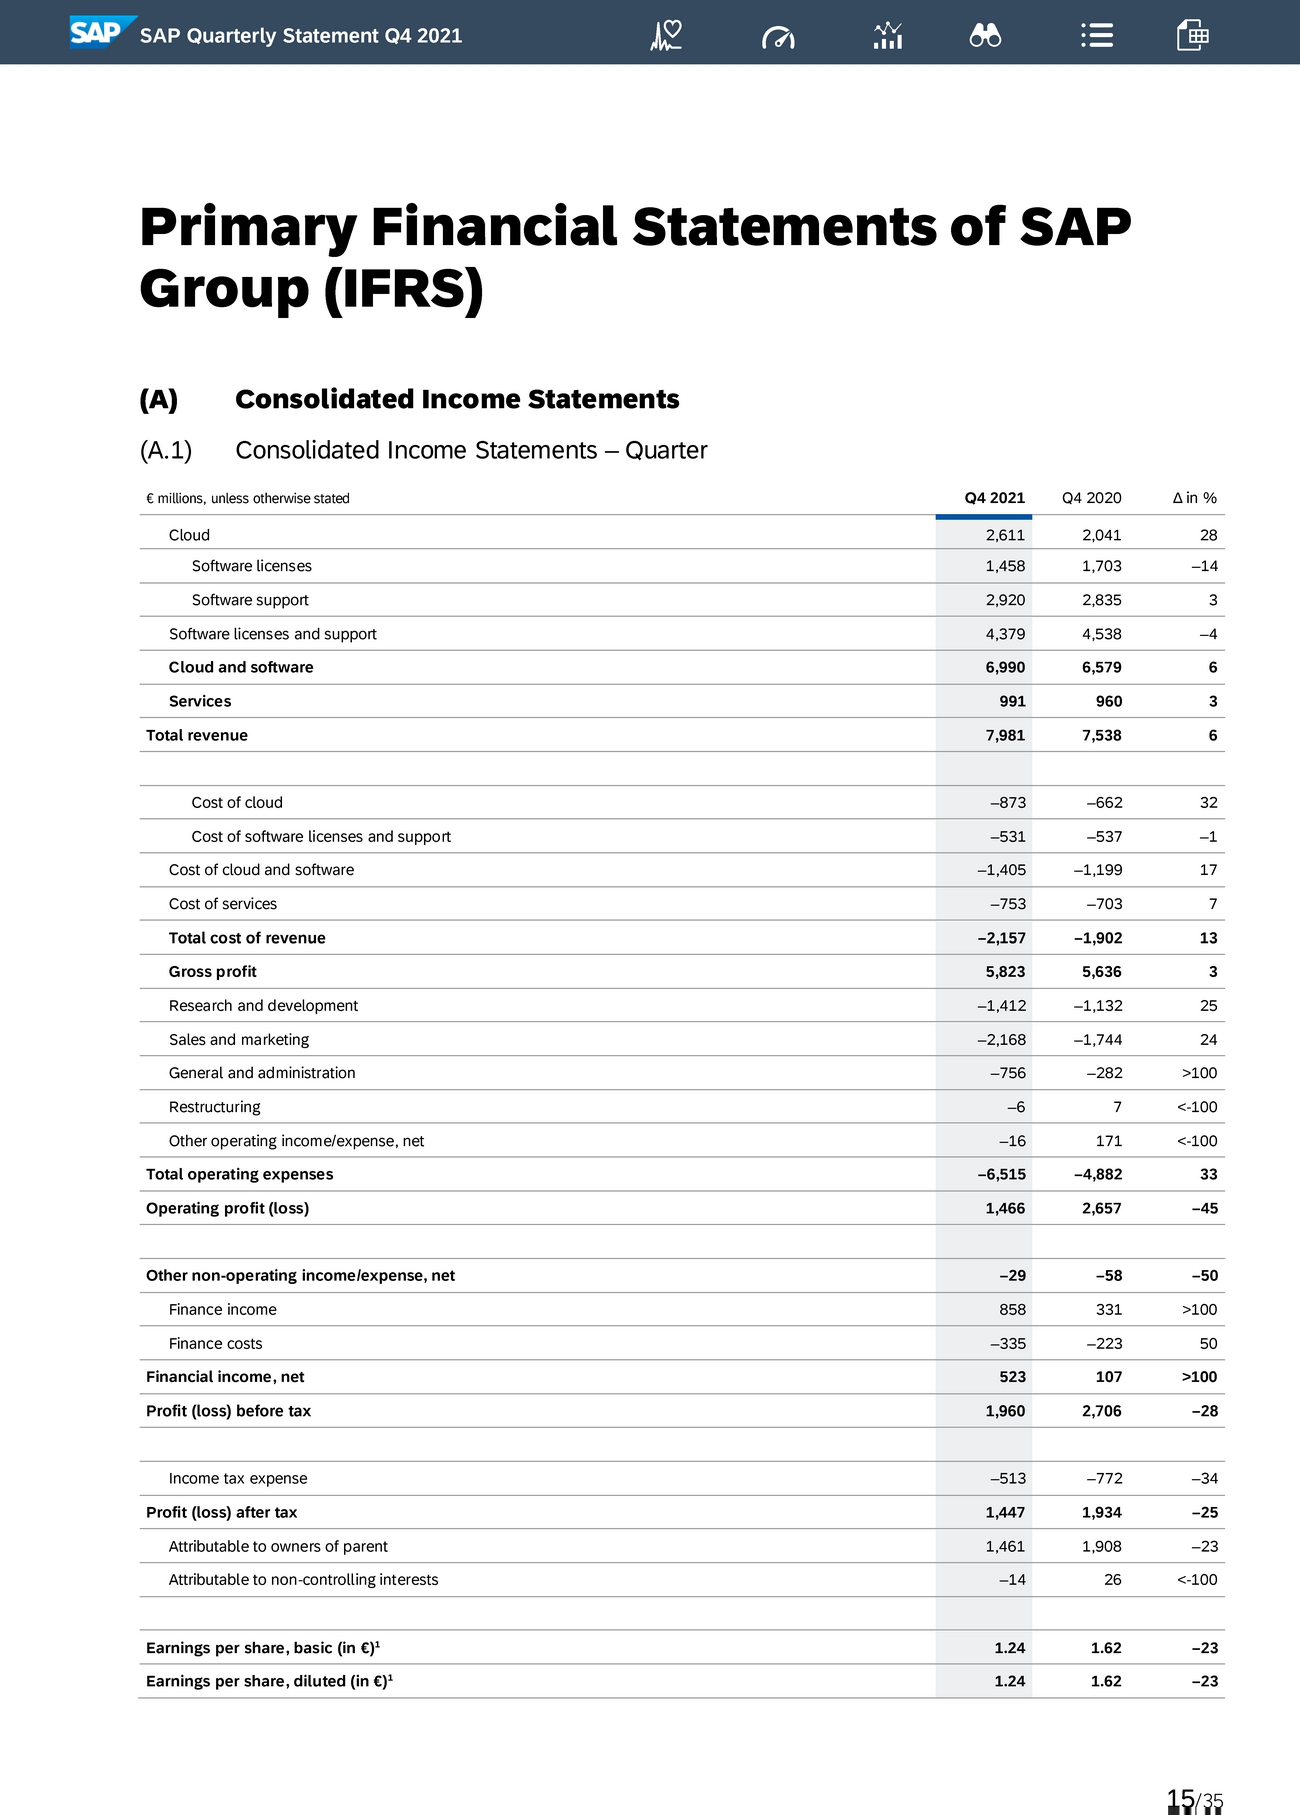 SAP SAP Quarterly Statement Q4 2021
Primary Financial Statements of SAP
Group (IFRS)
(A) Consolidated Income Statements
(A.1) Consolidated Income Statements – Quarter
€ millions, unless otherwise stated Q4 2021 Q4 2020 Δ in %
Cloud 2,611 2,041 28
Software licenses 1,458 1,703 –14
Software support 2,920 2,835 3
Software licenses and support 4,379 4,538 –4
Cloud and software 6,990 6,579 6
Services 991 960 3
Total revenue 7,981 7,538 6
Cost of cloud –873 –662 32
Cost of software licenses and support –531 –537 –1
Cost of cloud and software –1,405 –1,199 17
Cost of services –753 –703 7
Total cost of revenue –2,157 –1,902 13
Gross profit 5,823 5,636 3
Research and development –1,412 –1,132 25
Sales and marketing –2,168 –1,744 24
General and administration –756 –282 >100
Restructuring –6 7 <-100
Other operating income/expense, net –16 171 <-100
Total operating expenses –6,515 –4,882 33
Operating profit (loss) 1,466 2,657 –45
Other non-operating income/expense, net –29 –58 –50
Finance income 858 331 >100
Finance costs –335 –223 50
Financial income, net 523 107 >100
Profit (loss) before tax 1,960 2,706 –28
Income tax expense –513 –772 –34
Profit (loss) after tax 1,447 1,934 –25
Attributable to owners of parent 1,461 1,908 –23
Attributable to non-controlling interests –14 26 <-100
Earnings per share, basic (in €)¹ 1.24 1.62 –23
Earnings per share, diluted (in €)¹ 1.24 1.62 –23
15/35